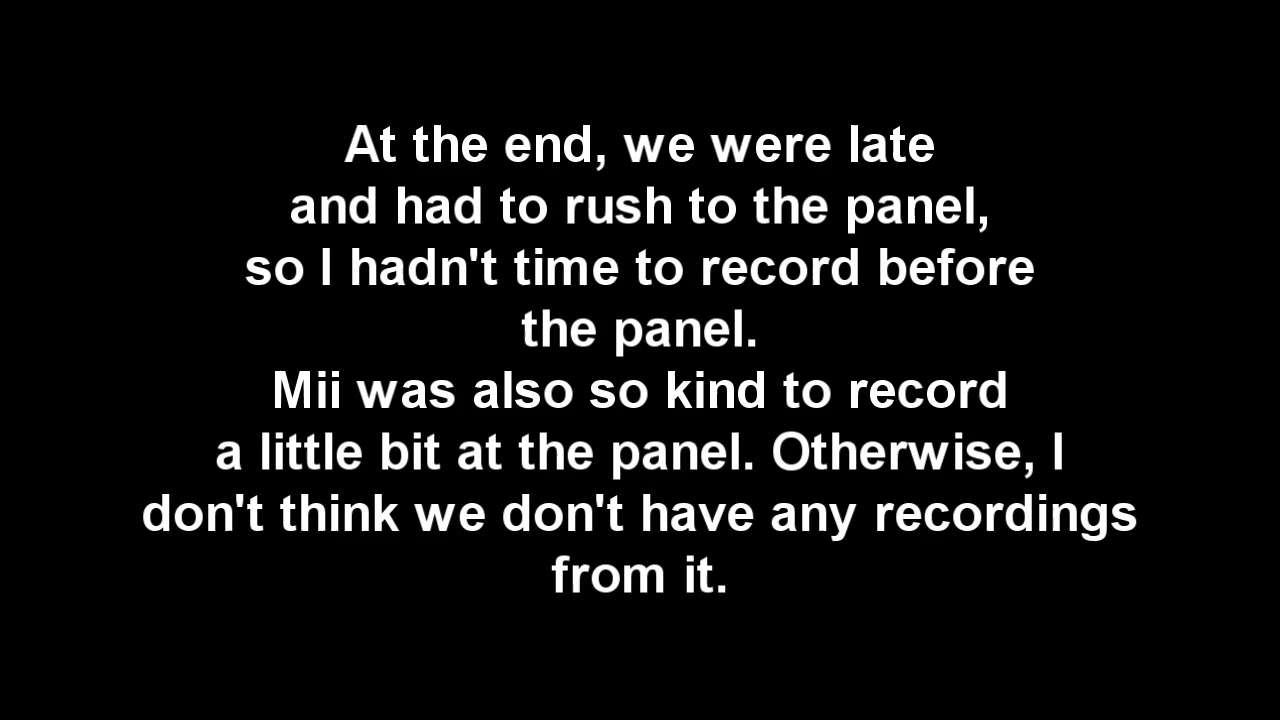 At the end, we were late
and had to rush to the panel,
so I hadn't time to record before
the panel.
Mii was also so kind to record
a little bit at the panel. Otherwise, I
don't think we don't have any recordings
from it.